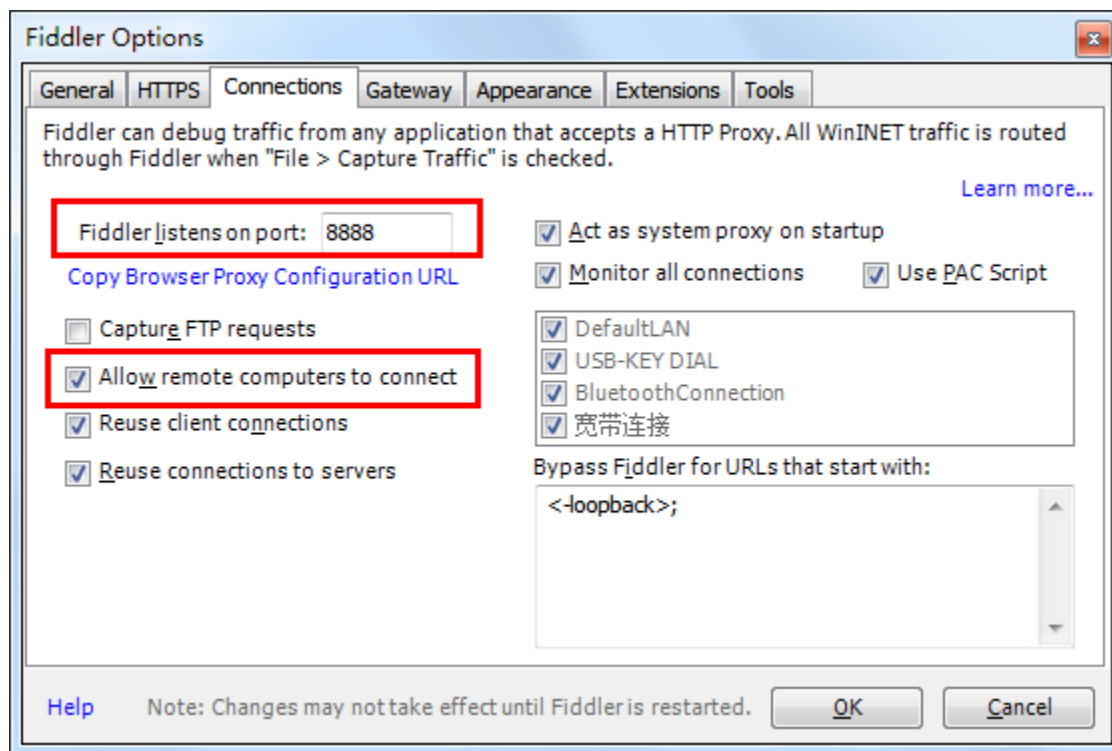 Fiddler Options
General HTTPS Connections Gateway Appearance Extensions Tools
Fiddler can debug traffic from any application that accepts a HTTP Proxy. All WinINET traffic is routed
through Fiddler when "File > Capture Traffic" is checked.
Learn more...
Fiddler listens on port: 8888
Copy Browser Proxy Configuration URL
Capture FTP requests
Allow remote computers to connect
Reuse client connections
Reuse connections to servers
Act as system proxy on startup
Monitor all connections Use PAC Script
DefaultLAN
USB-KEY DIAL
BluetoothConnection
宽带连接
Bypass Fiddler for URLs that start with:
<-loopback>;
Help Note: Changes may not take effect until Fiddler is restarted. OK Cancel